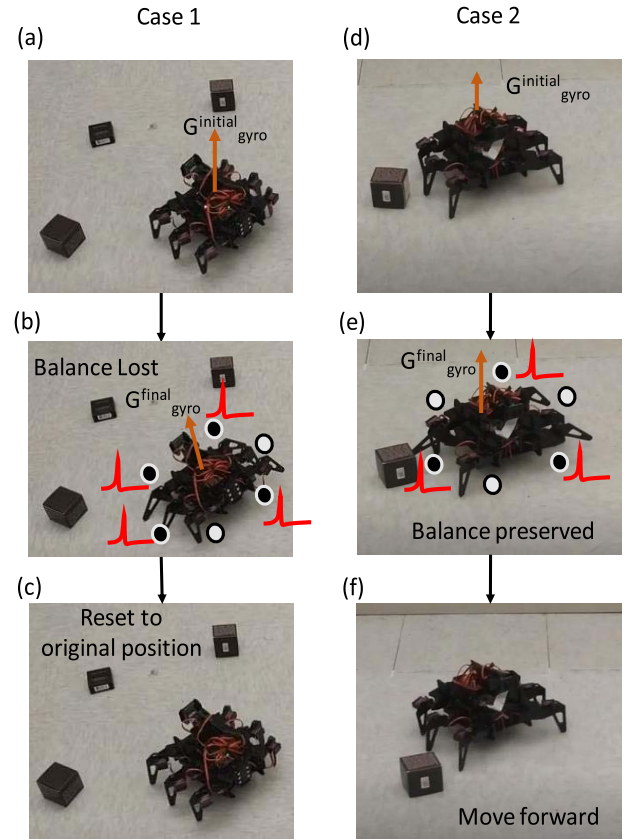 Case 1
Case 2
(a)
(d)
G^initial_gyro
G^initial_gyro
(b)
(e)
Balance Lost
G^final_gyro
G^final_gyro
Balance preserved
(c)
(f)
Reset to
original position
Move forward